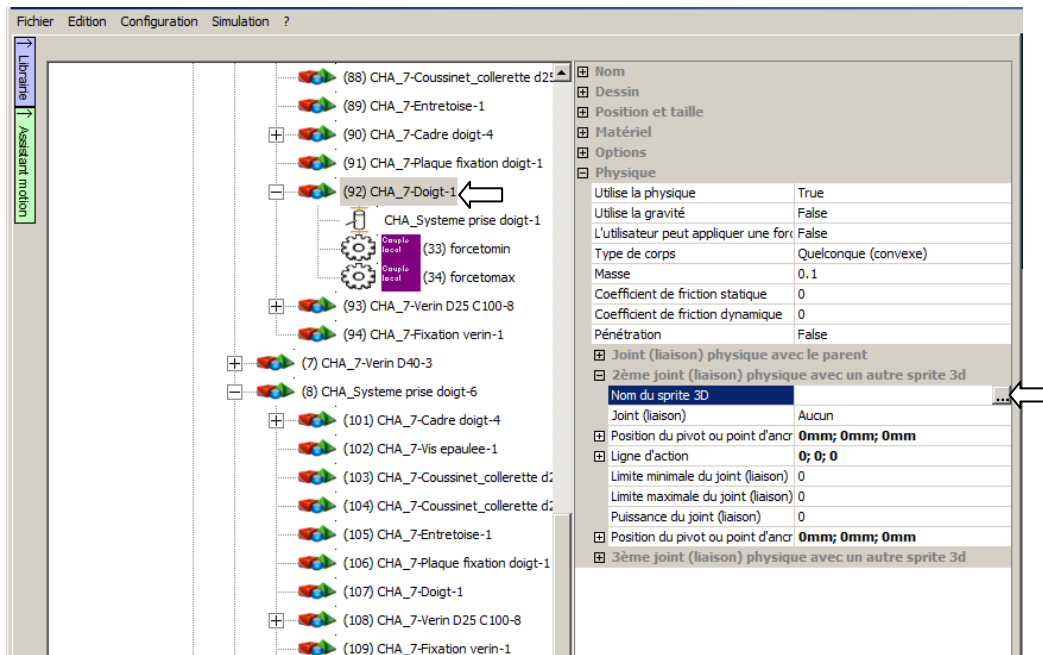 Fichier Edition Configuration Simulation ?
Librairie
Assistant motion
(88) CHA_7-Coussinet_collerette d25
(89) CHA_7-Entretoise-1
(90) CHA_7-Cadre doigt-4
(91) CHA_7-Plaque fixation doigt-1
(92) CHA_7-Doigt-1
CHA_Systeme prise doigt-1
Couple local (33) forcetomin
Couple local (34) forcetomax
(93) CHA_7-Verin D25 C100-8
(94) CHA_7-Fixation verin-1
(7) CHA_7-Verin D40-3
(8) CHA_Systeme prise doigt-6
(101) CHA_7-Cadre doigt-4
(102) CHA_7-Vis epaulee-1
(103) CHA_7-Coussinet_collerette d2
(104) CHA_7-Coussinet_collerette d2
(105) CHA_7-Entretoise-1
(106) CHA_7-Plaque fixation doigt-1
(107) CHA_7-Doigt-1
(108) CHA_7-Verin D25 C100-8
(109) CHA_7-Fixation verin-1
Nom
Dessin
Position et taille
Matériel
Options
Physique
Utilise la physique True
Utilise la gravité False
L'utilisateur peut appliquer une forc False
Type de corps Quelconque (convexe)
Masse 0.1
Coefficient de friction statique 0
Coefficient de friction dynamique 0
Pénétration False
Joint (liaison) physique avec le parent
2ème joint (liaison) physique avec un autre sprite 3d
Nom du sprite 3D ...
Joint (liaison) Aucun
Position du pivot ou point d'ancr 0mm; 0mm; 0mm
Ligne d'action 0; 0; 0
Limite minimale du joint (liaison) 0
Limite maximale du joint (liaison) 0
Puissance du joint (liaison) 0
Position du pivot ou point d'ancr 0mm; 0mm; 0mm
3ème joint (liaison) physique avec un autre sprite 3d